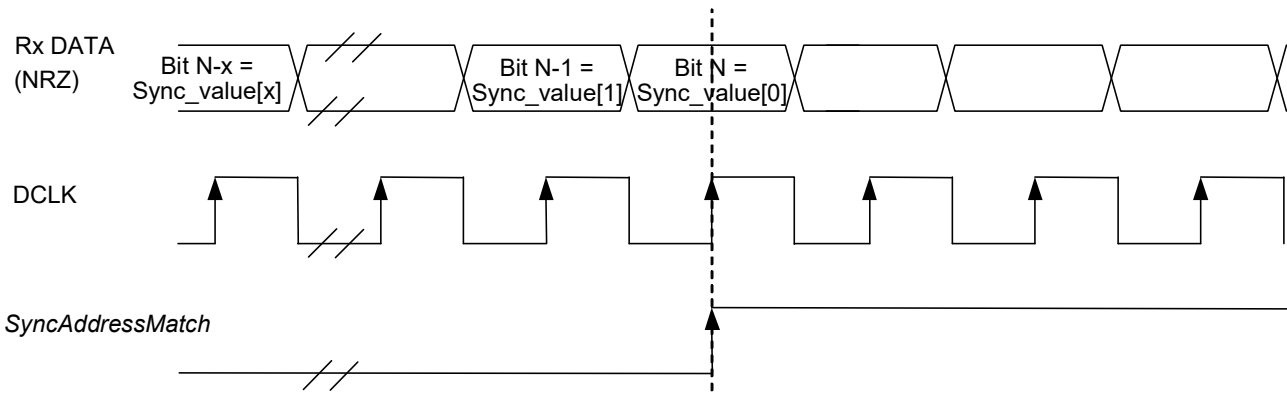 Rx DATA
(NRZ)
Bit N-x =
Sync_value[x]
Bit N-1 =
Sync_value[1]
Bit N =
Sync_value[0]
DCLK
SyncAddressMatch